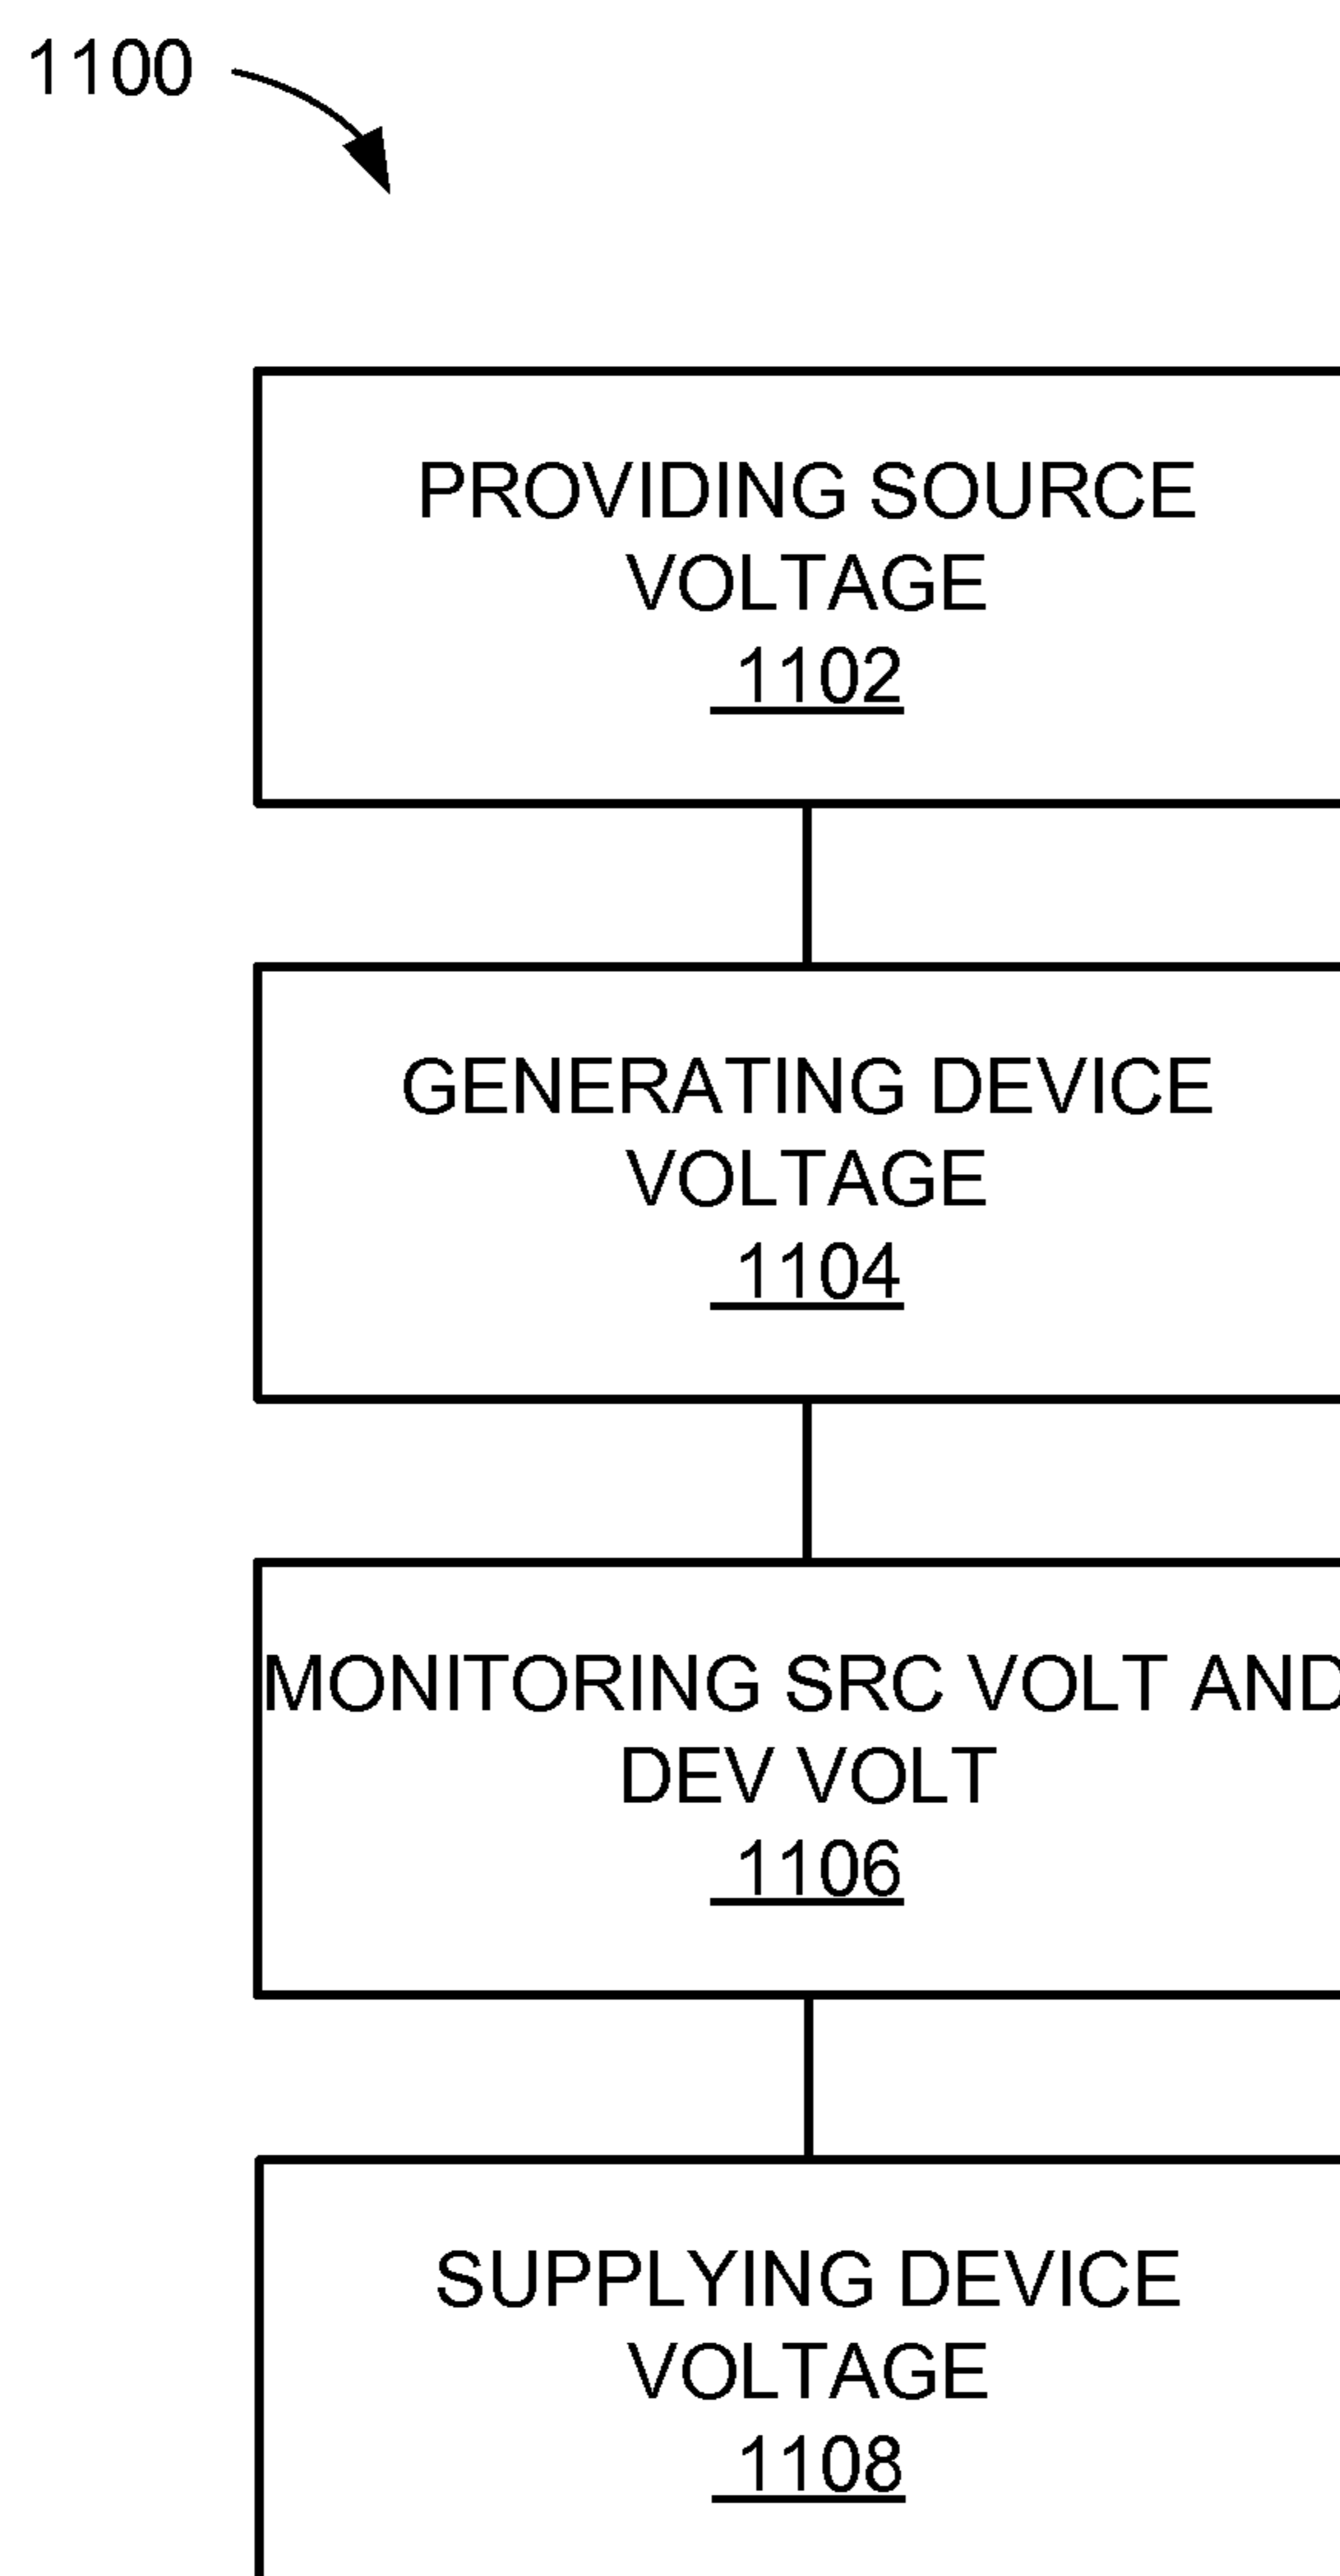 1100
PROVIDING SOURCE
VOLTAGE
1102
GENERATING DEVICE
VOLTAGE
1104
MONITORING SRC VOLT AND
DEV VOLT
1106
SUPPLYING DEVICE
VOLTAGE
1108